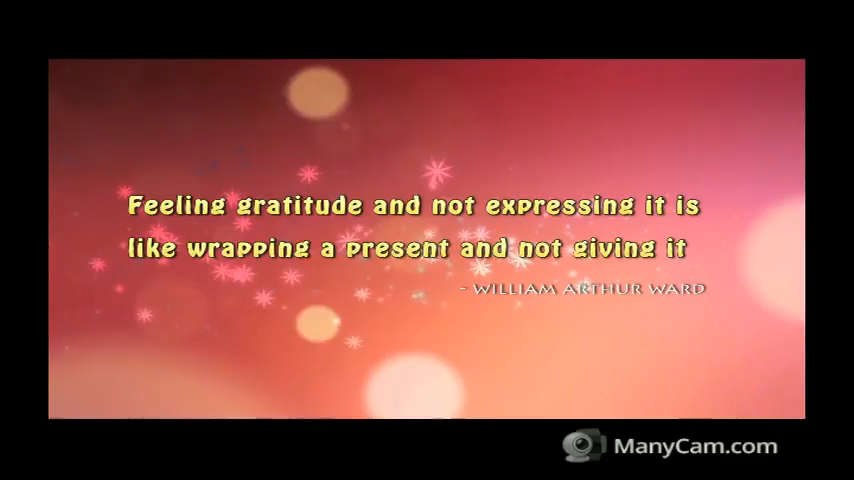 Feeling gratitude and not expressing it is
like wrapping a present and not giving it
- WILLIAM ARTHUR WARD
ManyCam.com